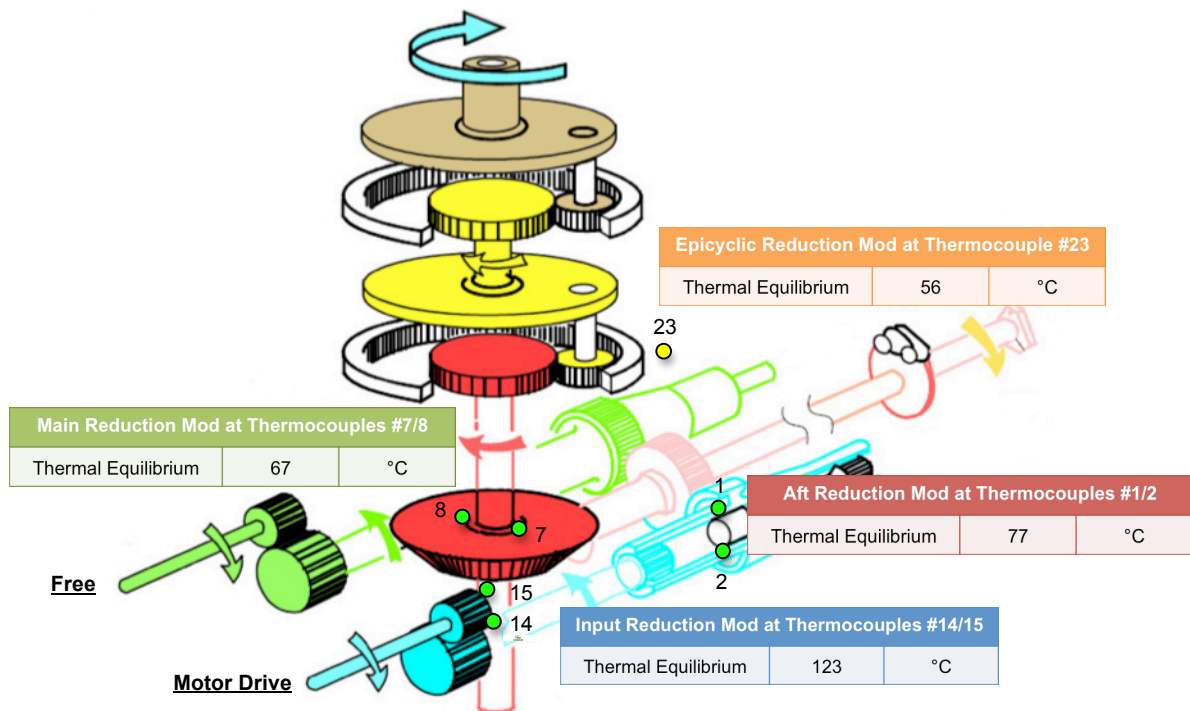 Epicyclic Reduction Mod at Thermocouple #23
Thermal Equilibrium 56 °C
23
Main Reduction Mod at Thermocouples #7/8
Thermal Equilibrium 67 °C
1
Aft Reduction Mod at Thermocouples #1/2
Thermal Equilibrium 77 °C
8
7
2
Free
15
14
Input Reduction Mod at Thermocouples #14/15
Thermal Equilibrium 123 °C
Motor Drive